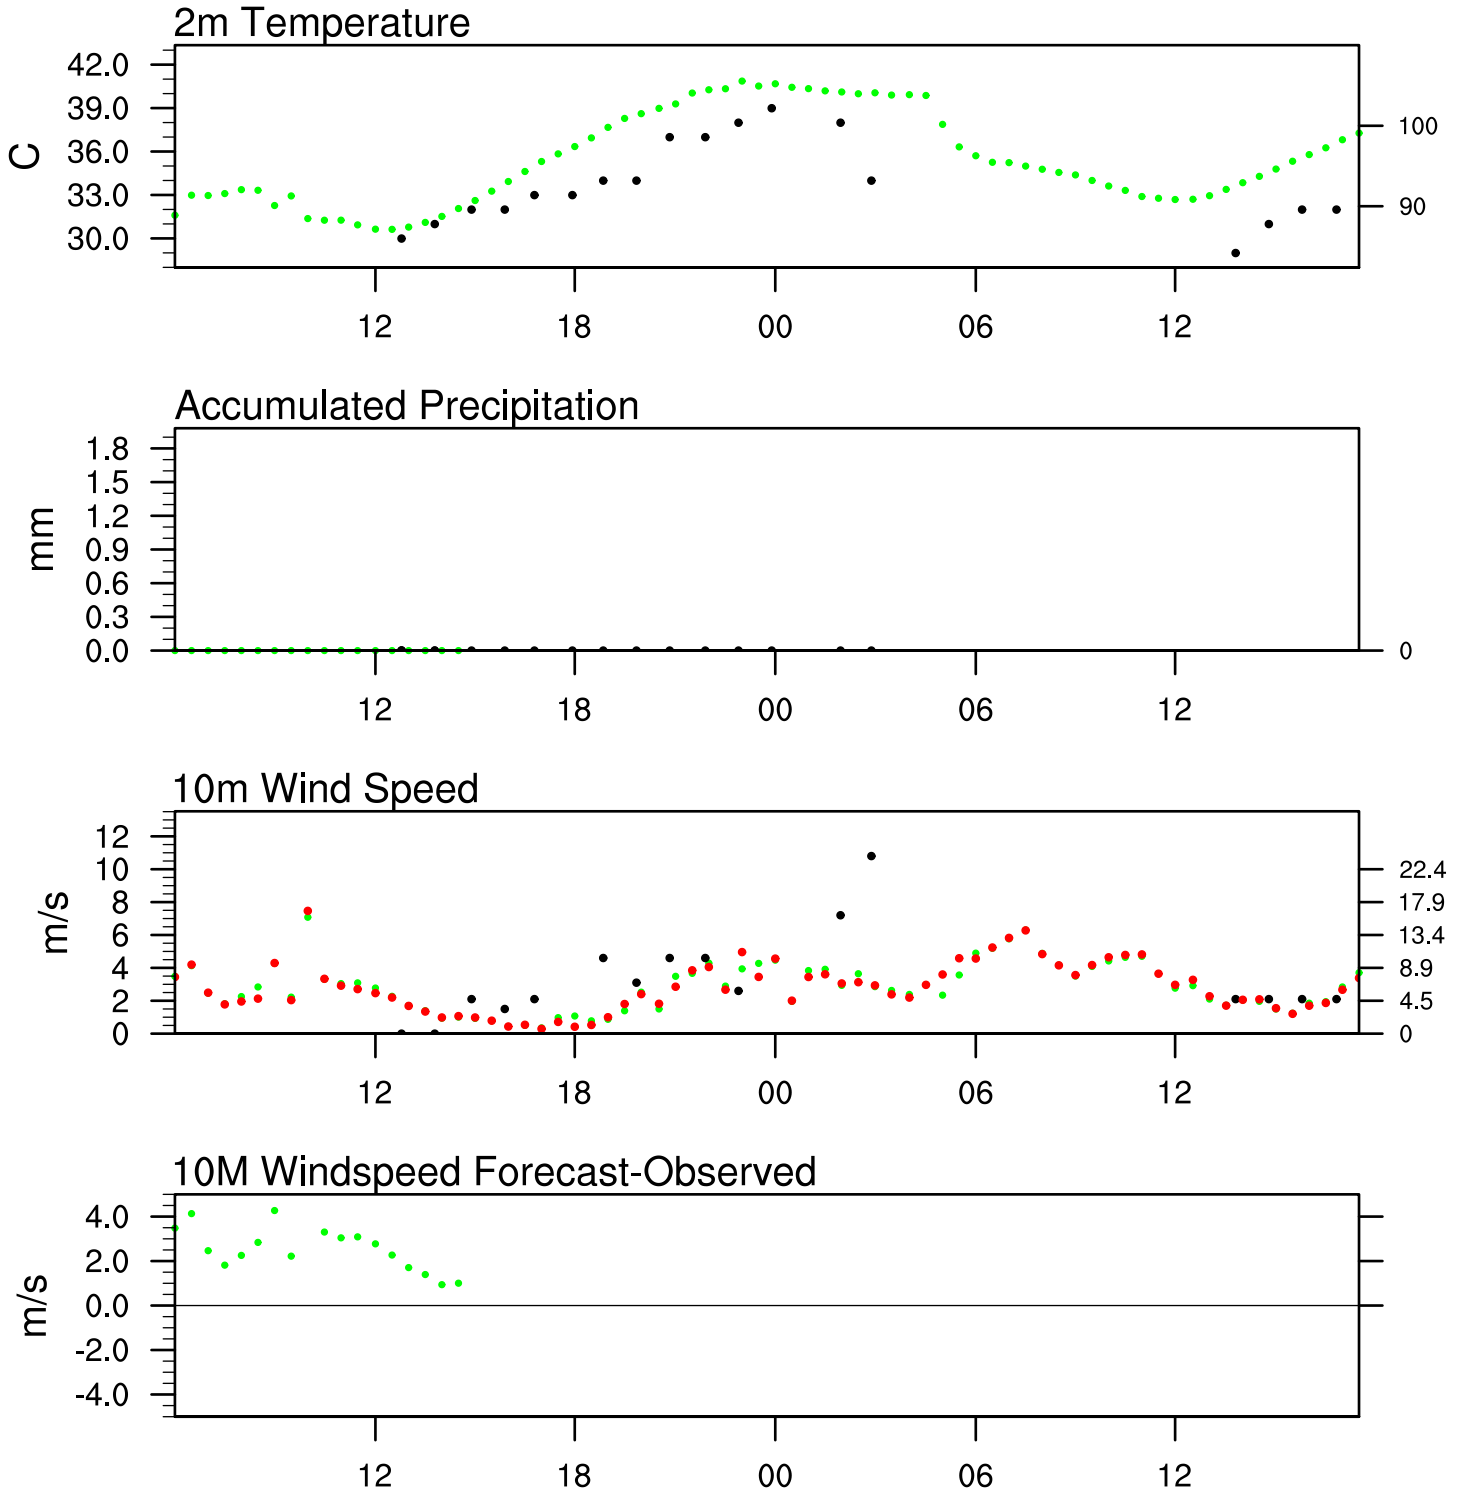 2m Temperature
42.0
39.0
36.0
33.0
30.0
C
100
90
12 18 00 06 12
Accumulated Precipitation
1.8
1.5
1.2
0.9
0.6
0.3
0.0
mm
0
12 18 00 06 12
10m Wind Speed
12
10
8
6
4
2
0
m/s
22.4
17.9
13.4
8.9
4.5
0
12 18 00 06 12
10M Windspeed Forecast-Observed
4.0
2.0
0.0
-2.0
-4.0
m/s
12 18 00 06 12